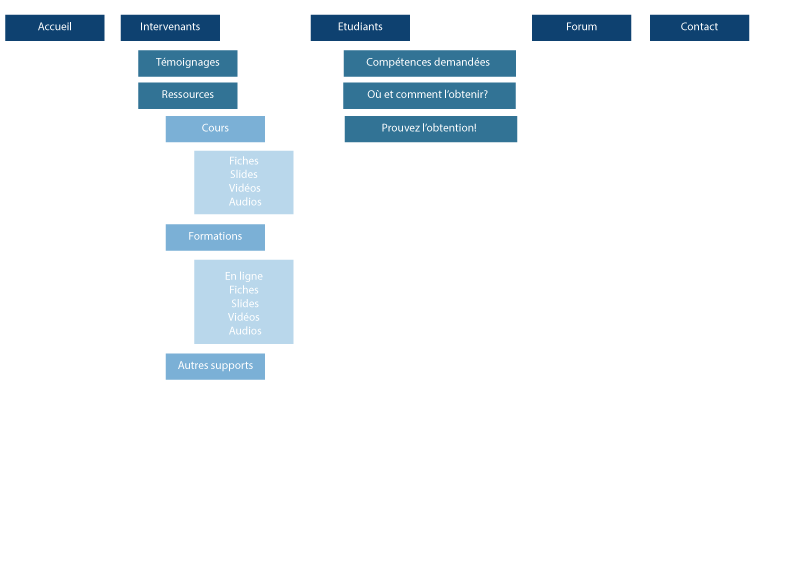 Accueil
Intervenants
Etudiants
Forum
Contact
Témoignages
Ressources
Cours
Fiches
Slides
Vidéos
Audios
Formations
En ligne
Fiches
Slides
Vidéos
Audios
Autres supports
Compétences demandées
Où et comment l'obtenir?
Prouvez l'obtention!